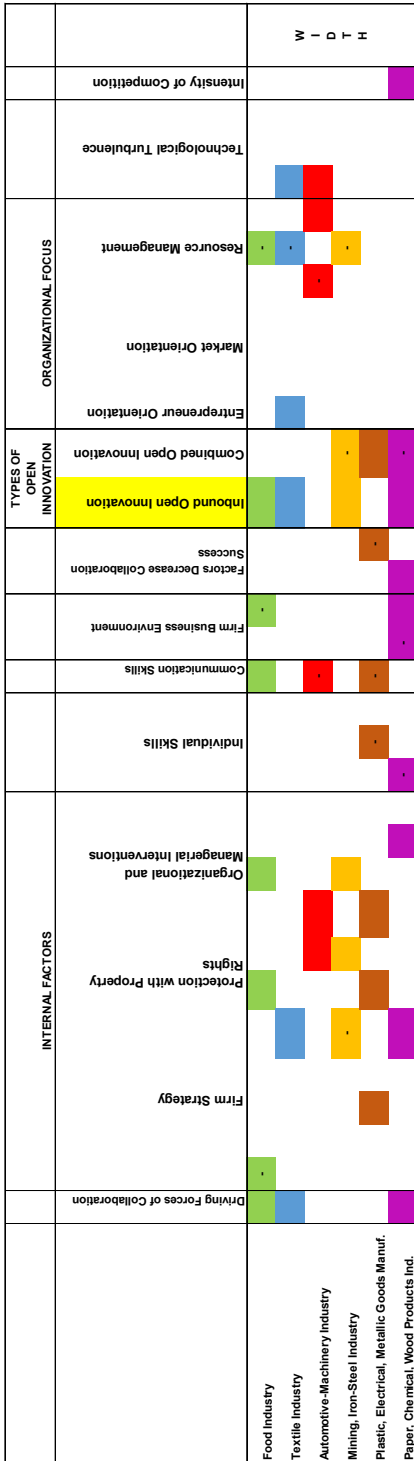 INTERNAL FACTORS
TYPES OF
OPEN
INNOVATION
ORGANIZATIONAL FOCUS
Driving Forces of Collaboration
Firm Strategy
Protection with Property
Rights
Organizational and
Managerial Interventions
Individual Skills
Communication Skills
Firm Business Environment
Factors Decrease Collaboration
Success
Inbound Open Innovation
Combined Open Innovation
Entrepreneur Orientation
Market Orientation
Resource Management
Technological Turbulence
Intensity of Competition
Food Industry
- - -
Textile Industry
-
Automotive-Machinery Industry
- -
Mining, Iron-Steel Industry
- - -
Plastic, Electrical, Metallic Goods Manuf.
- - -
Paper, Chemical, Wood Products Ind.
- - -
W
I
D
T
H